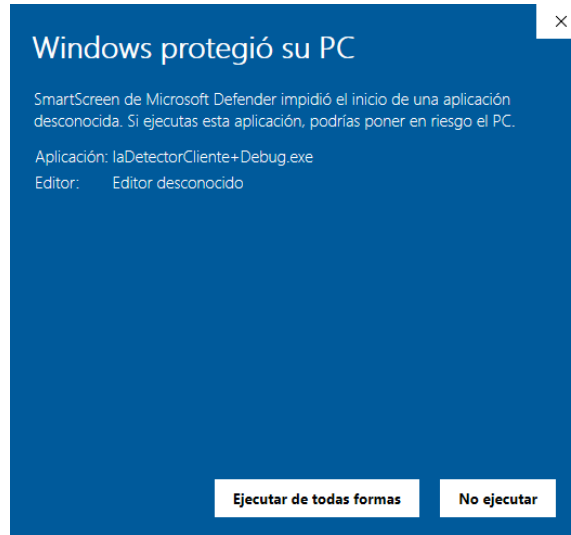 Windows protegió su PC
SmartScreen de Microsoft Defender impidió el inicio de una aplicación
desconocida. Si ejecutas esta aplicación, podrías poner en riesgo el PC.
Aplicación: IaDetectorCliente+Debug.exe
Editor: Editor desconocido
Ejecutar de todas formas No ejecutar